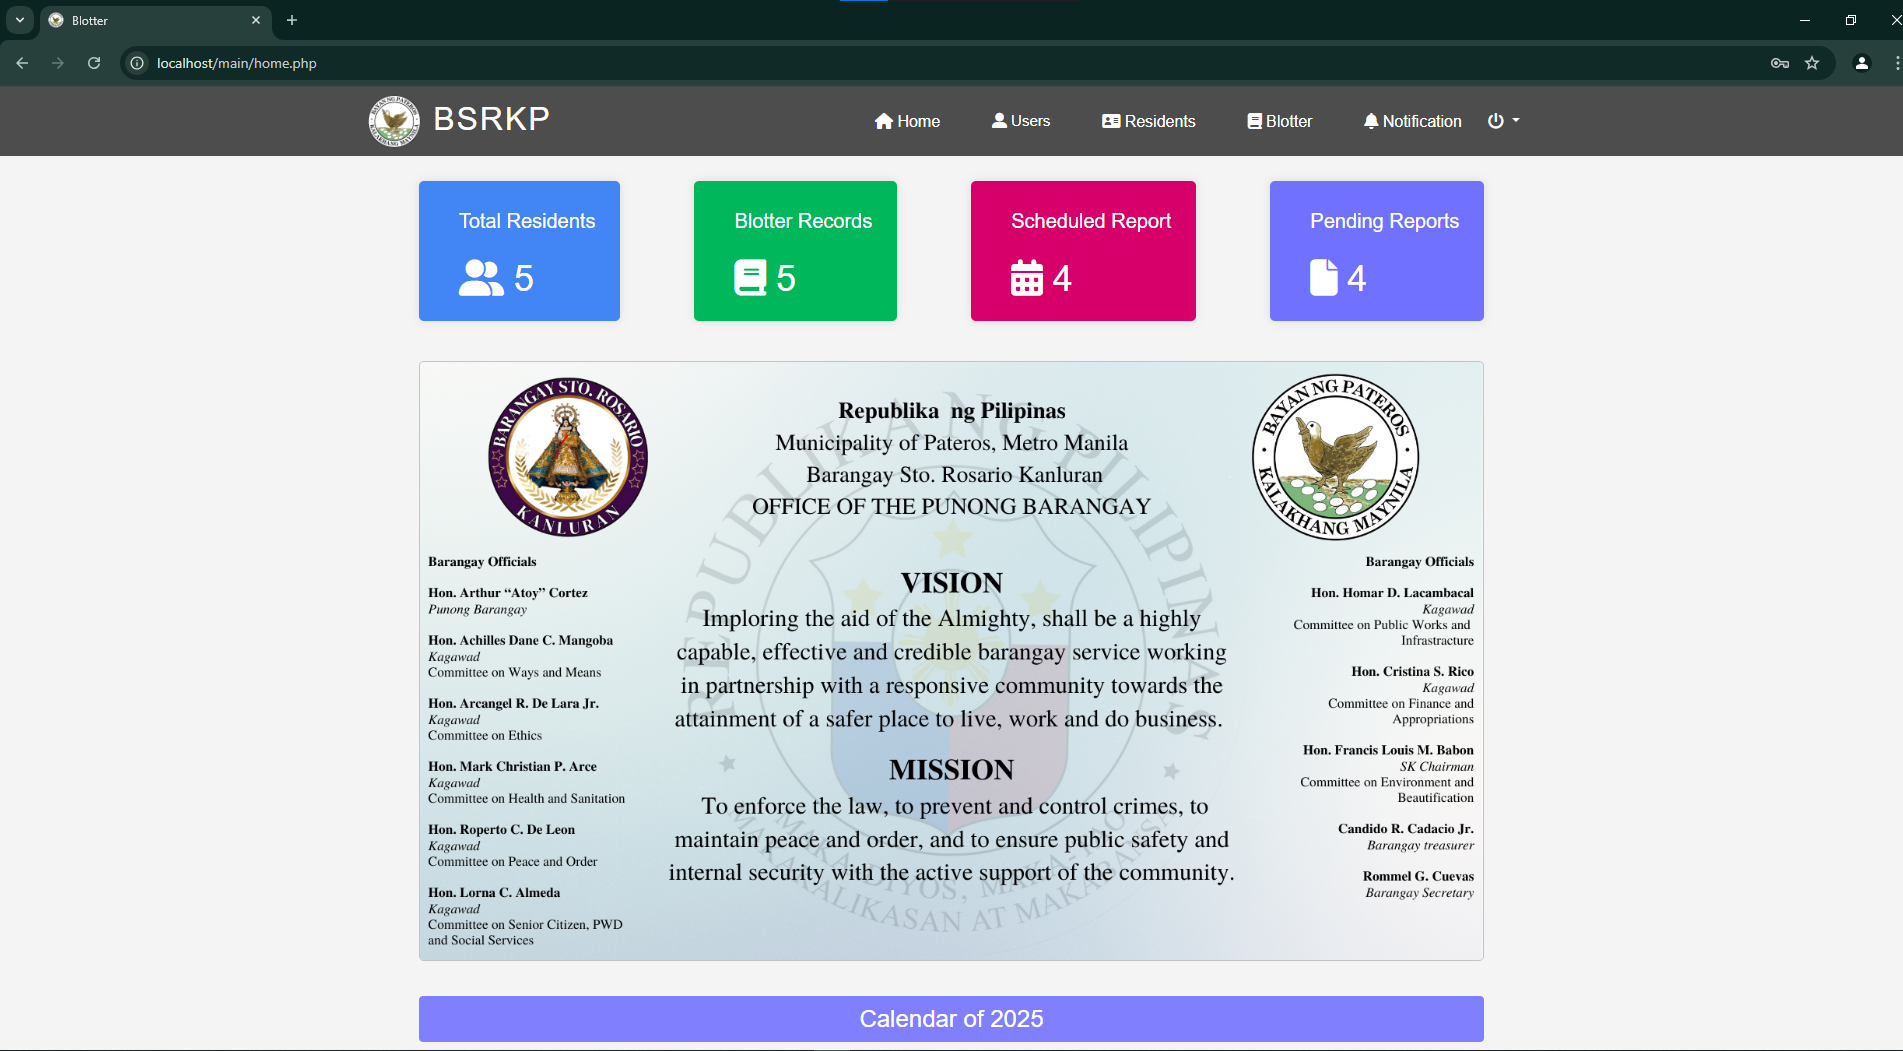 Blotter
localhost/main/home.php
BSRKP
Home
Users
Residents
Blotter
Notification
Total Residents
5
Blotter Records
5
Scheduled Report
4
Pending Reports
4
BARANGAY STO. ROSARIO
KANLURAN
Republika ng Pilipinas
Municipality of Pateros, Metro Manila
Barangay Sto. Rosario Kanluran
OFFICE OF THE PUNONG BARANGAY
BAYAN NG PATEROS
KALAKHANG MAYNILA
Barangay Officials
Hon. Arthur “Atoy” Cortez
Punong Barangay
Hon. Achilles Dane C. Mangoba
Kagawad
Committee on Ways and Means
Hon. Arcangel R. De Lara Jr.
Kagawad
Committee on Ethics
Hon. Mark Christian P. Arce
Kagawad
Committee on Health and Sanitation
Hon. Roperto C. De Leon
Kagawad
Committee on Peace and Order
Hon. Lorna C. Almeda
Kagawad
Committee on Senior Citizen, PWD
and Social Services
REPUBLIKA NG PILIPINAS
VISION
Imploring the aid of the Almighty, shall be a highly
capable, effective and credible barangay service working
in partnership with a responsive community towards the
attainment of a safer place to live, work and do business.
MISSION
To enforce the law, to prevent and control crimes, to
maintain peace and order, and to ensure public safety and
internal security with the active support of the community.
MAKA-DIYOS, MAKA-TAO
MAKAKALIKASAN AT MAKABANSA
Barangay Officials
Hon. Homar D. Lacambacal
Kagawad
Committee on Public Works and
Infrastracture
Hon. Cristina S. Rico
Kagawad
Committee on Finance and
Appropriations
Hon. Francis Louis M. Babon
SK Chairman
Committee on Environment and
Beautification
Candido R. Cadacio Jr.
Barangay treasurer
Rommel G. Cuevas
Barangay Secretary
Calendar of 2025